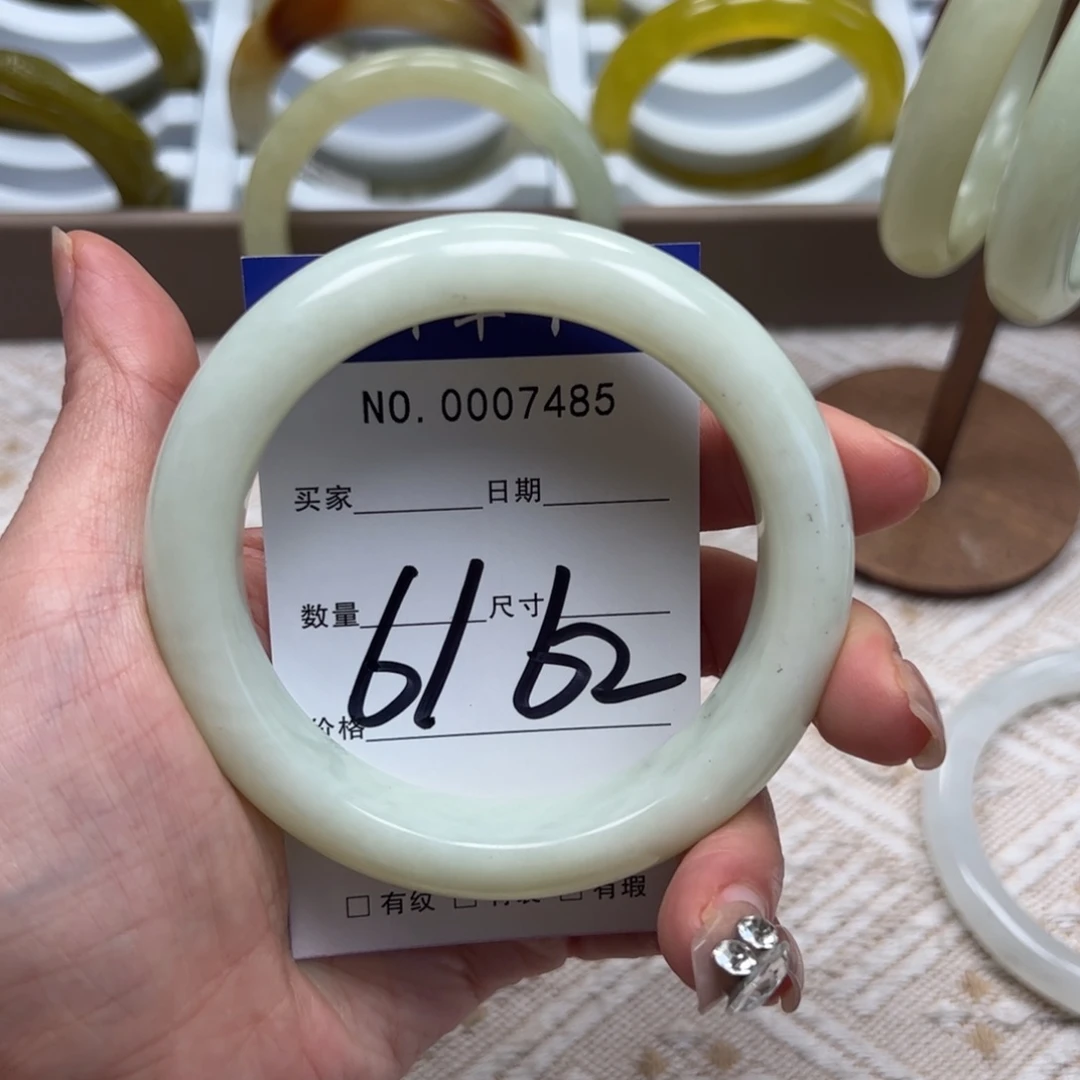 NO. 0007485
买家 日期
数量 尺寸
61 62
价格
□ 有纹 □ □ 有瑕